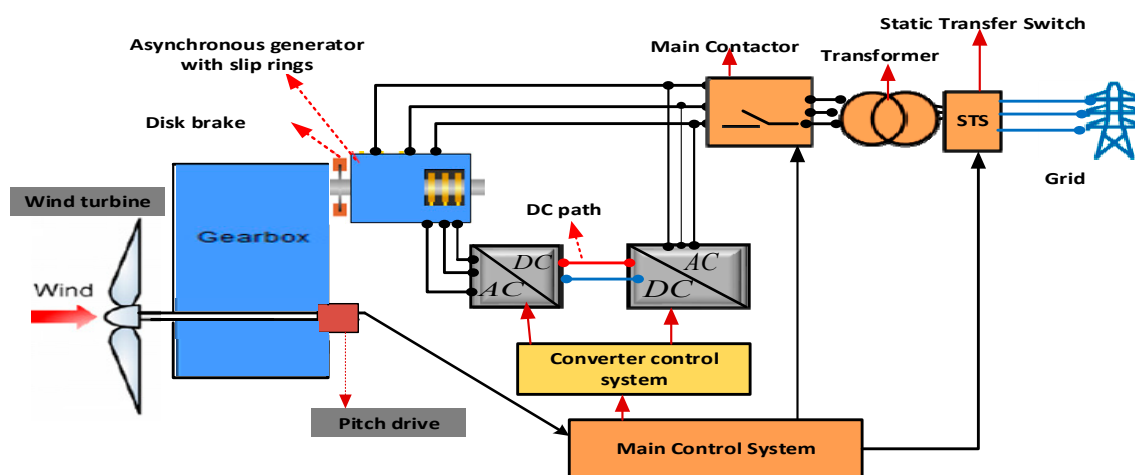 Static Transfer Switch
Asynchronous generator with slip rings
Main Contactor
Transformer
Disk brake
STS
Grid
Wind turbine
Gearbox
DC path
DC
AC
AC
DC
Wind
Converter control
system
Pitch drive
Main Control System